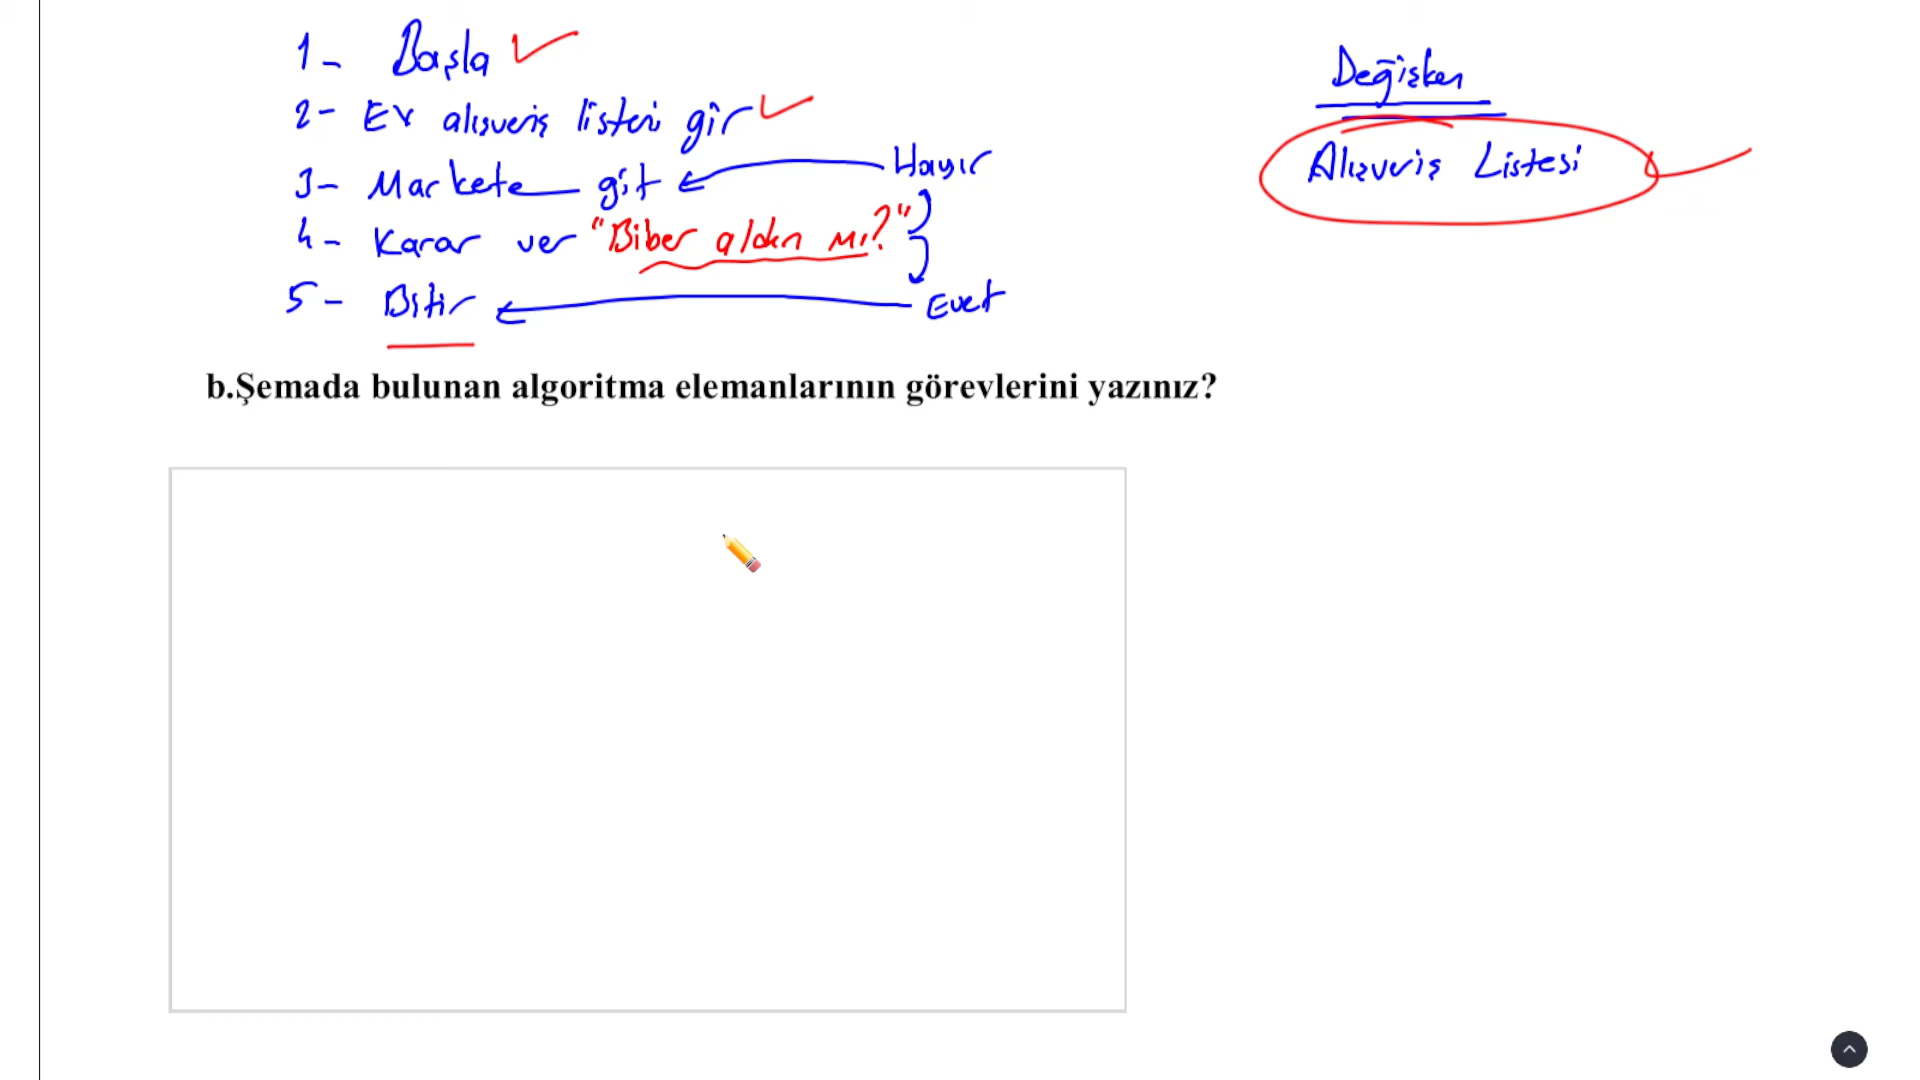 1- Başla
2- Ev alışveriş listeni gir
3- Markete git
Hayır
4- Karar ver "Biber aldın mı?"
5- Bitir
Evet
Değişken
Alışveriş Listesi
b.Şemada bulunan algoritma elemanlarının görevlerini yazınız?